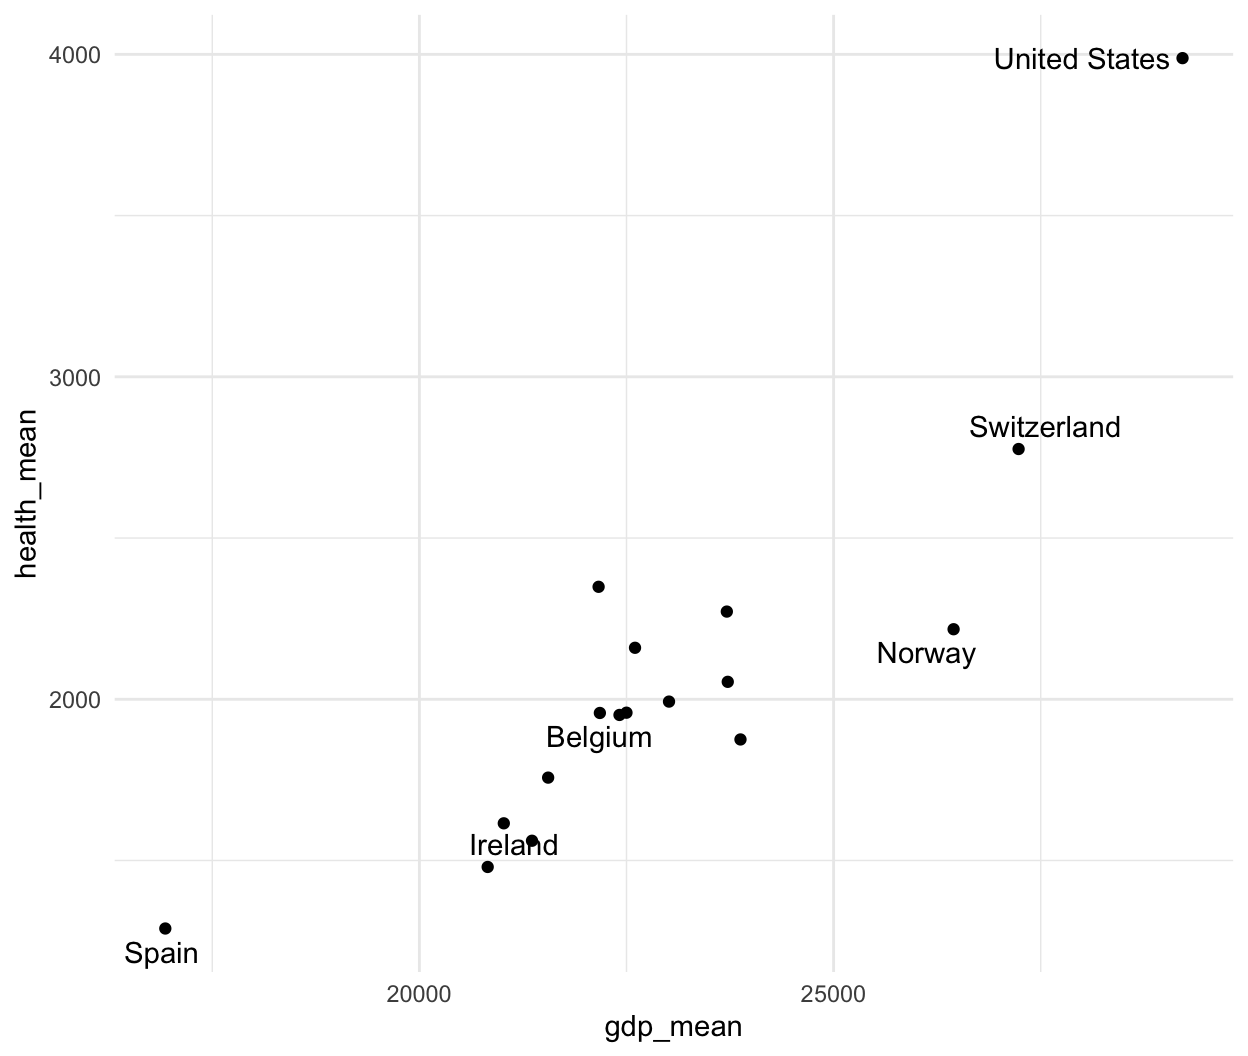 4000
United States
3000
Switzerland
health_mean
Norway
2000
Belgium
Ireland
Spain
20000
25000
gdp_mean